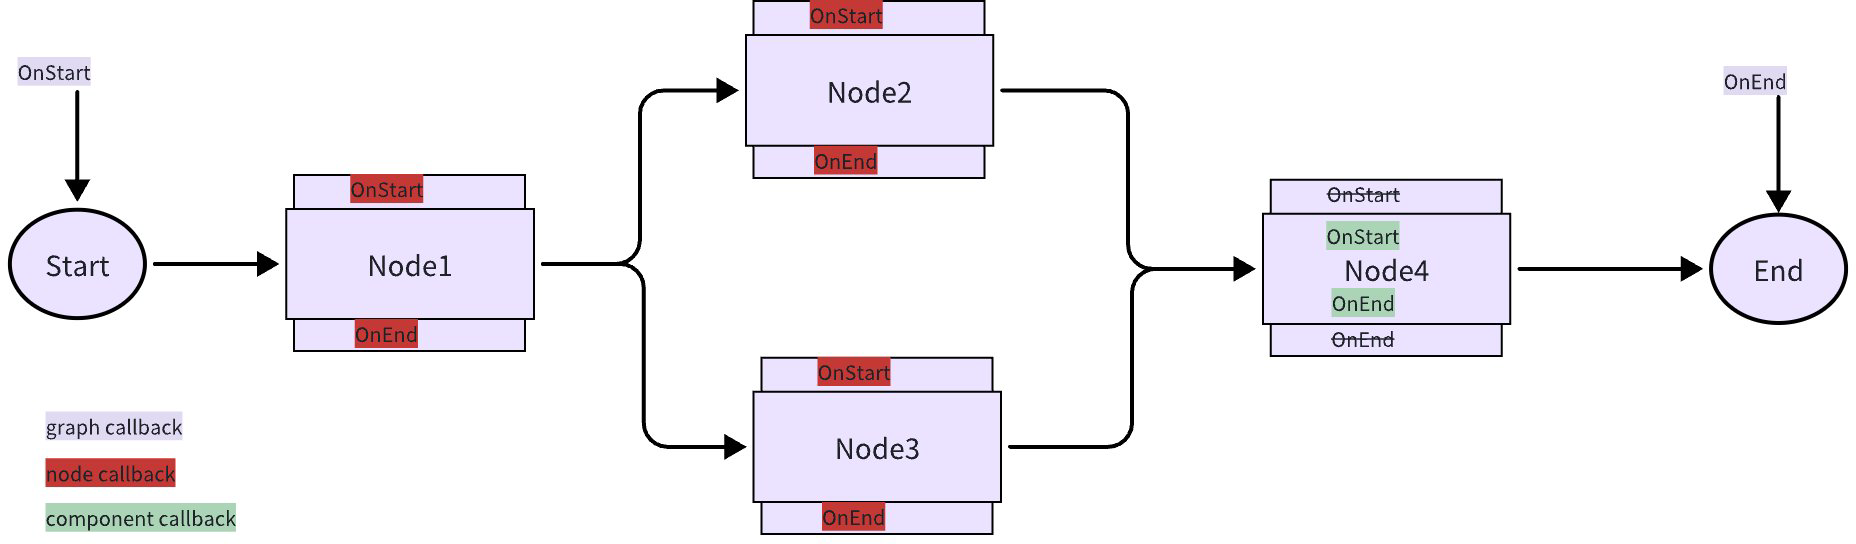 OnStart
Start
OnStart
Node1
OnEnd
OnStart
Node2
OnEnd
OnStart
Node3
OnEnd
OnStart
OnStart
Node4
OnEnd
OnEnd
OnEnd
End
graph callback
node callback
component callback